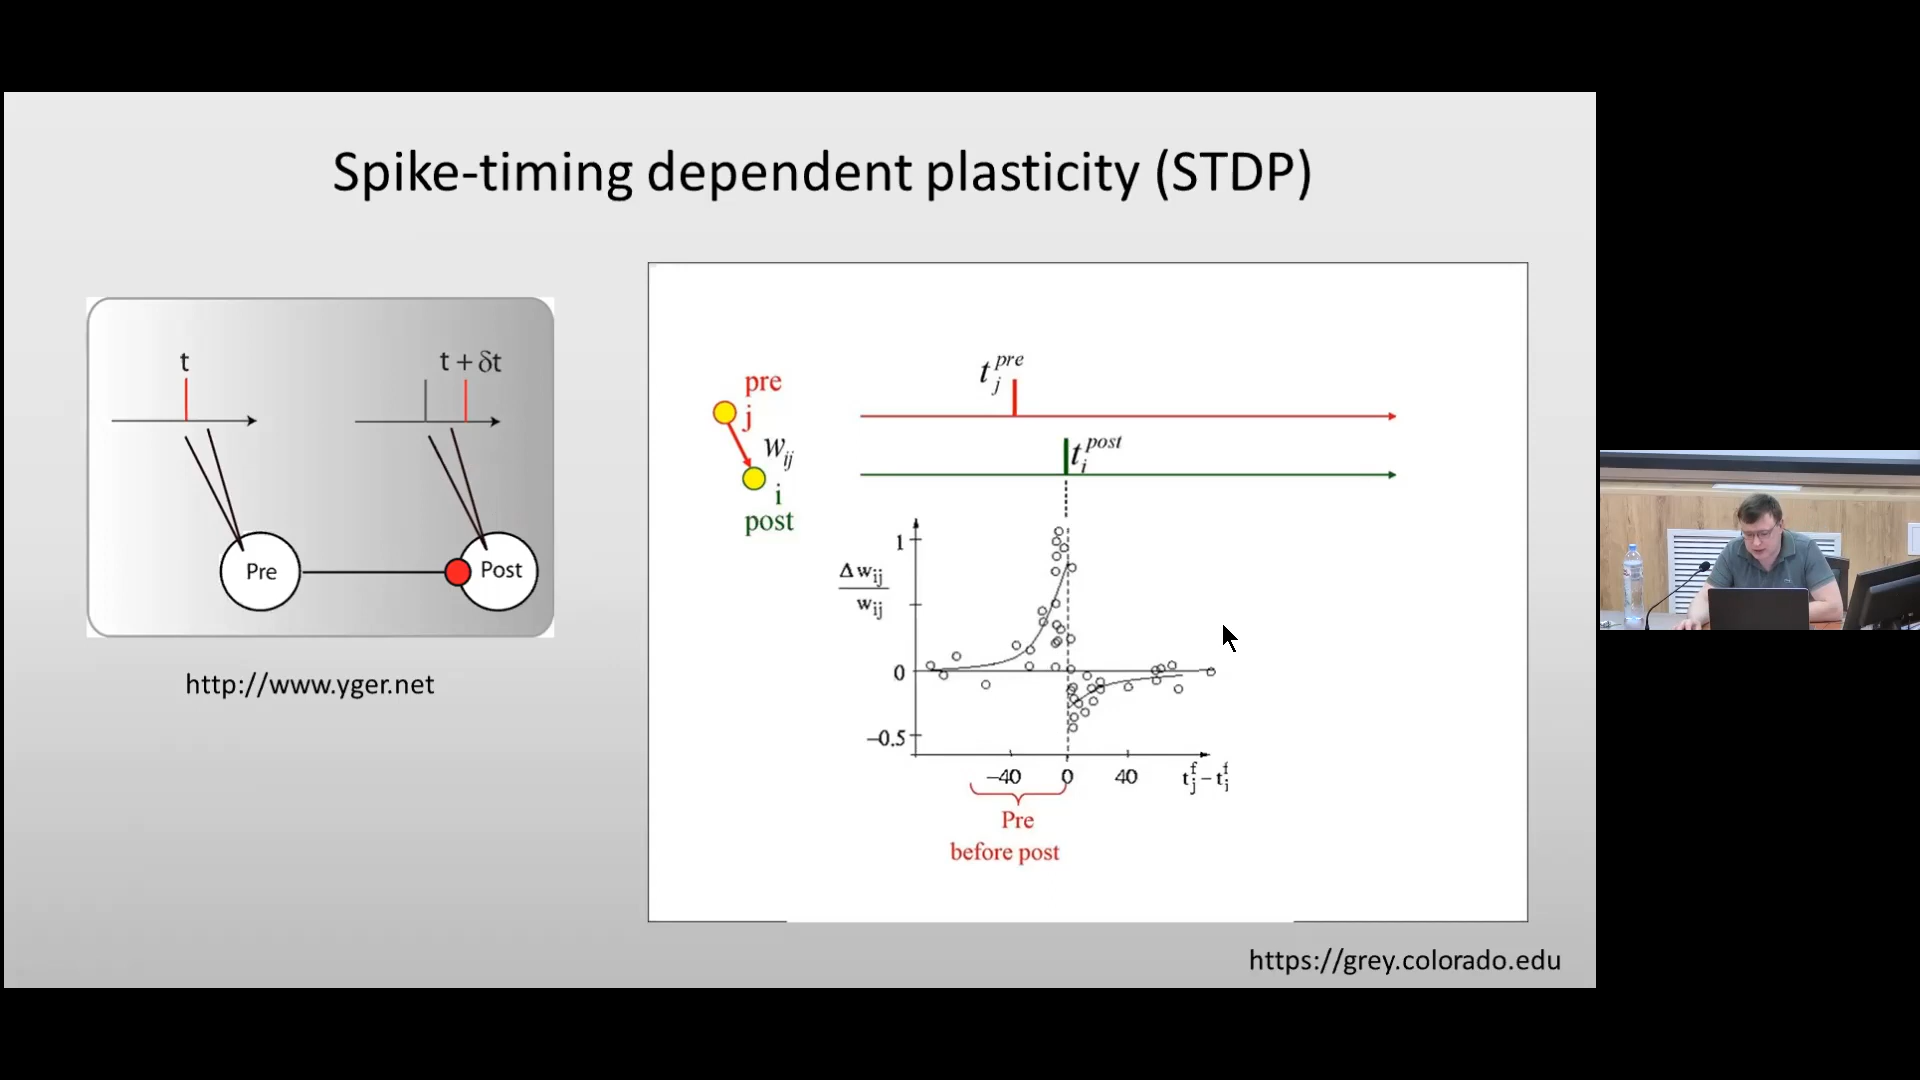 Spike-timing dependent plasticity (STDP)
t
t + δt
Pre
Post
http://www.yger.net
pre
j
w_ij
i
post
t_j^pre
t_i^post
1
Δw_ij
w_ij
0
−0.5
−40 0 40 t_j^f − t_i^f
Pre
before post
https://grey.colorado.edu